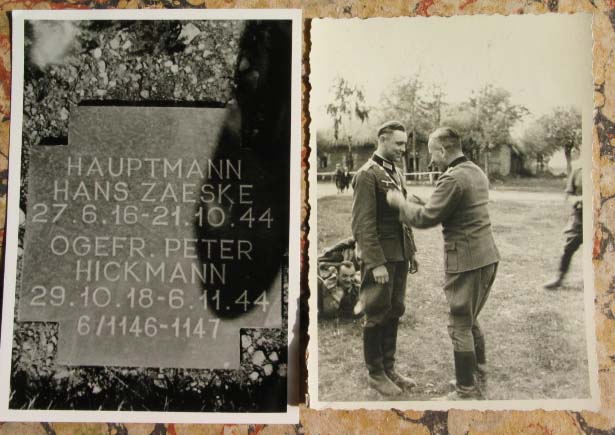 HAUPTMANN
HANS ZAESKE
27.6.16-21.10.44
OGEFR. PETER
HICKMANN
29.10.18-6.11.44
6/1146-1147